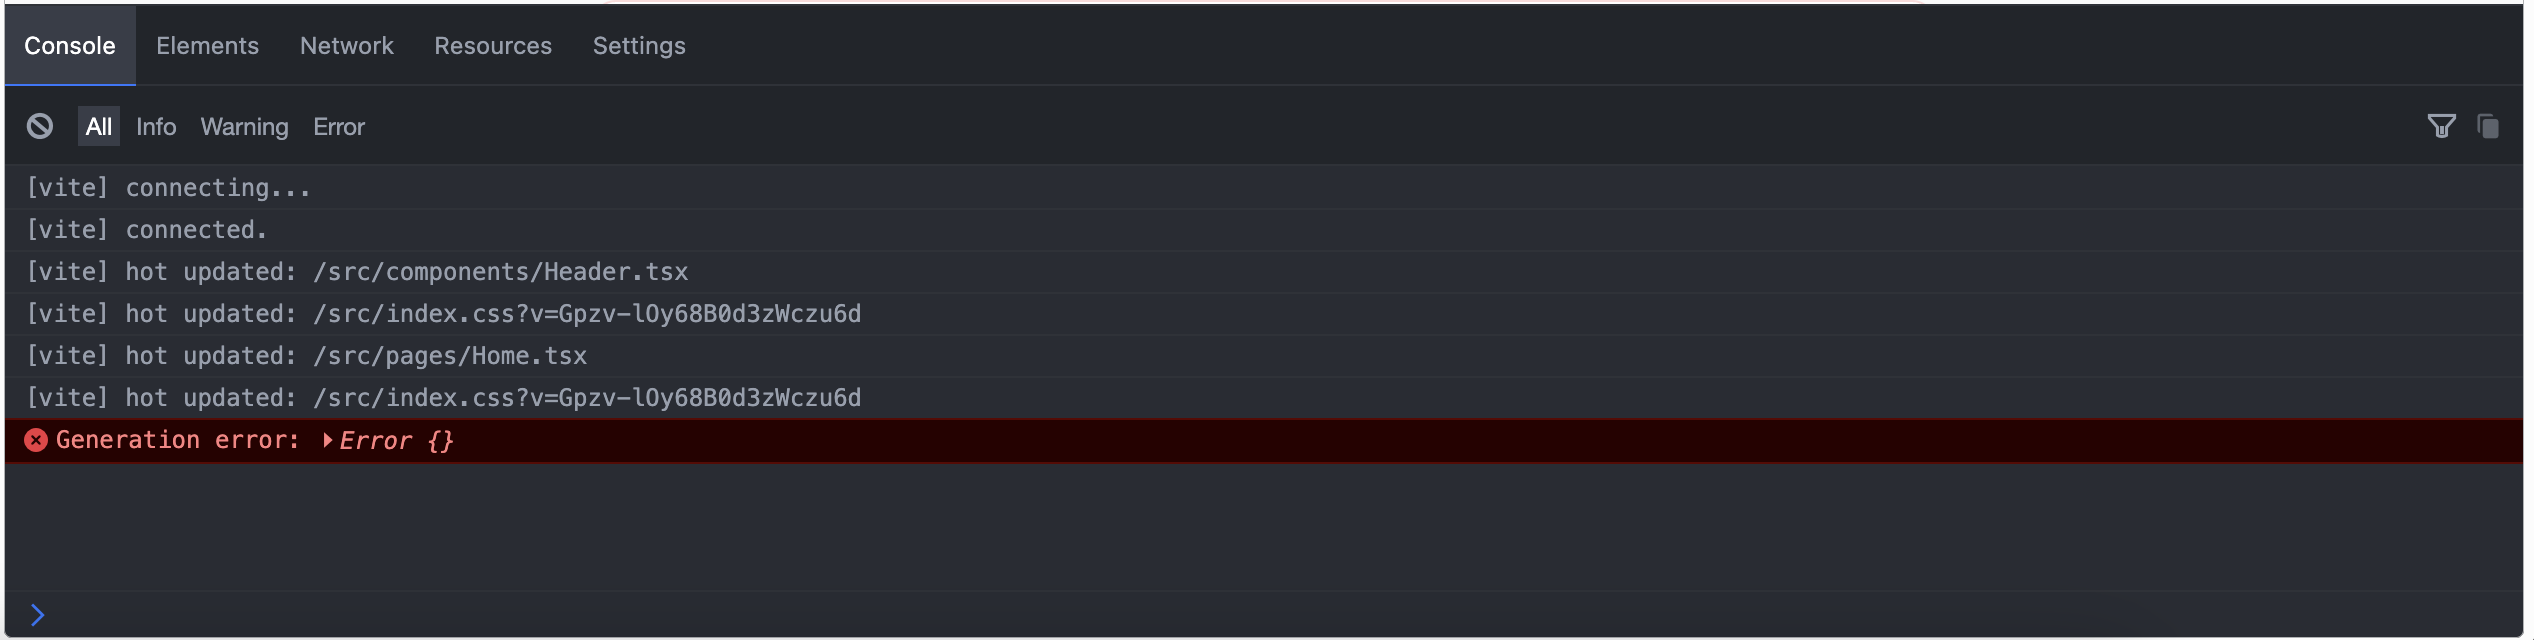 Console Elements Network Resources Settings
All Info Warning Error
[vite] connecting...
[vite] connected.
[vite] hot updated: /src/components/Header.tsx
[vite] hot updated: /src/index.css?v=Gpzv-lOy68B0d3zWczu6d
[vite] hot updated: /src/pages/Home.tsx
[vite] hot updated: /src/index.css?v=Gpzv-lOy68B0d3zWczu6d
Generation error: Error {}